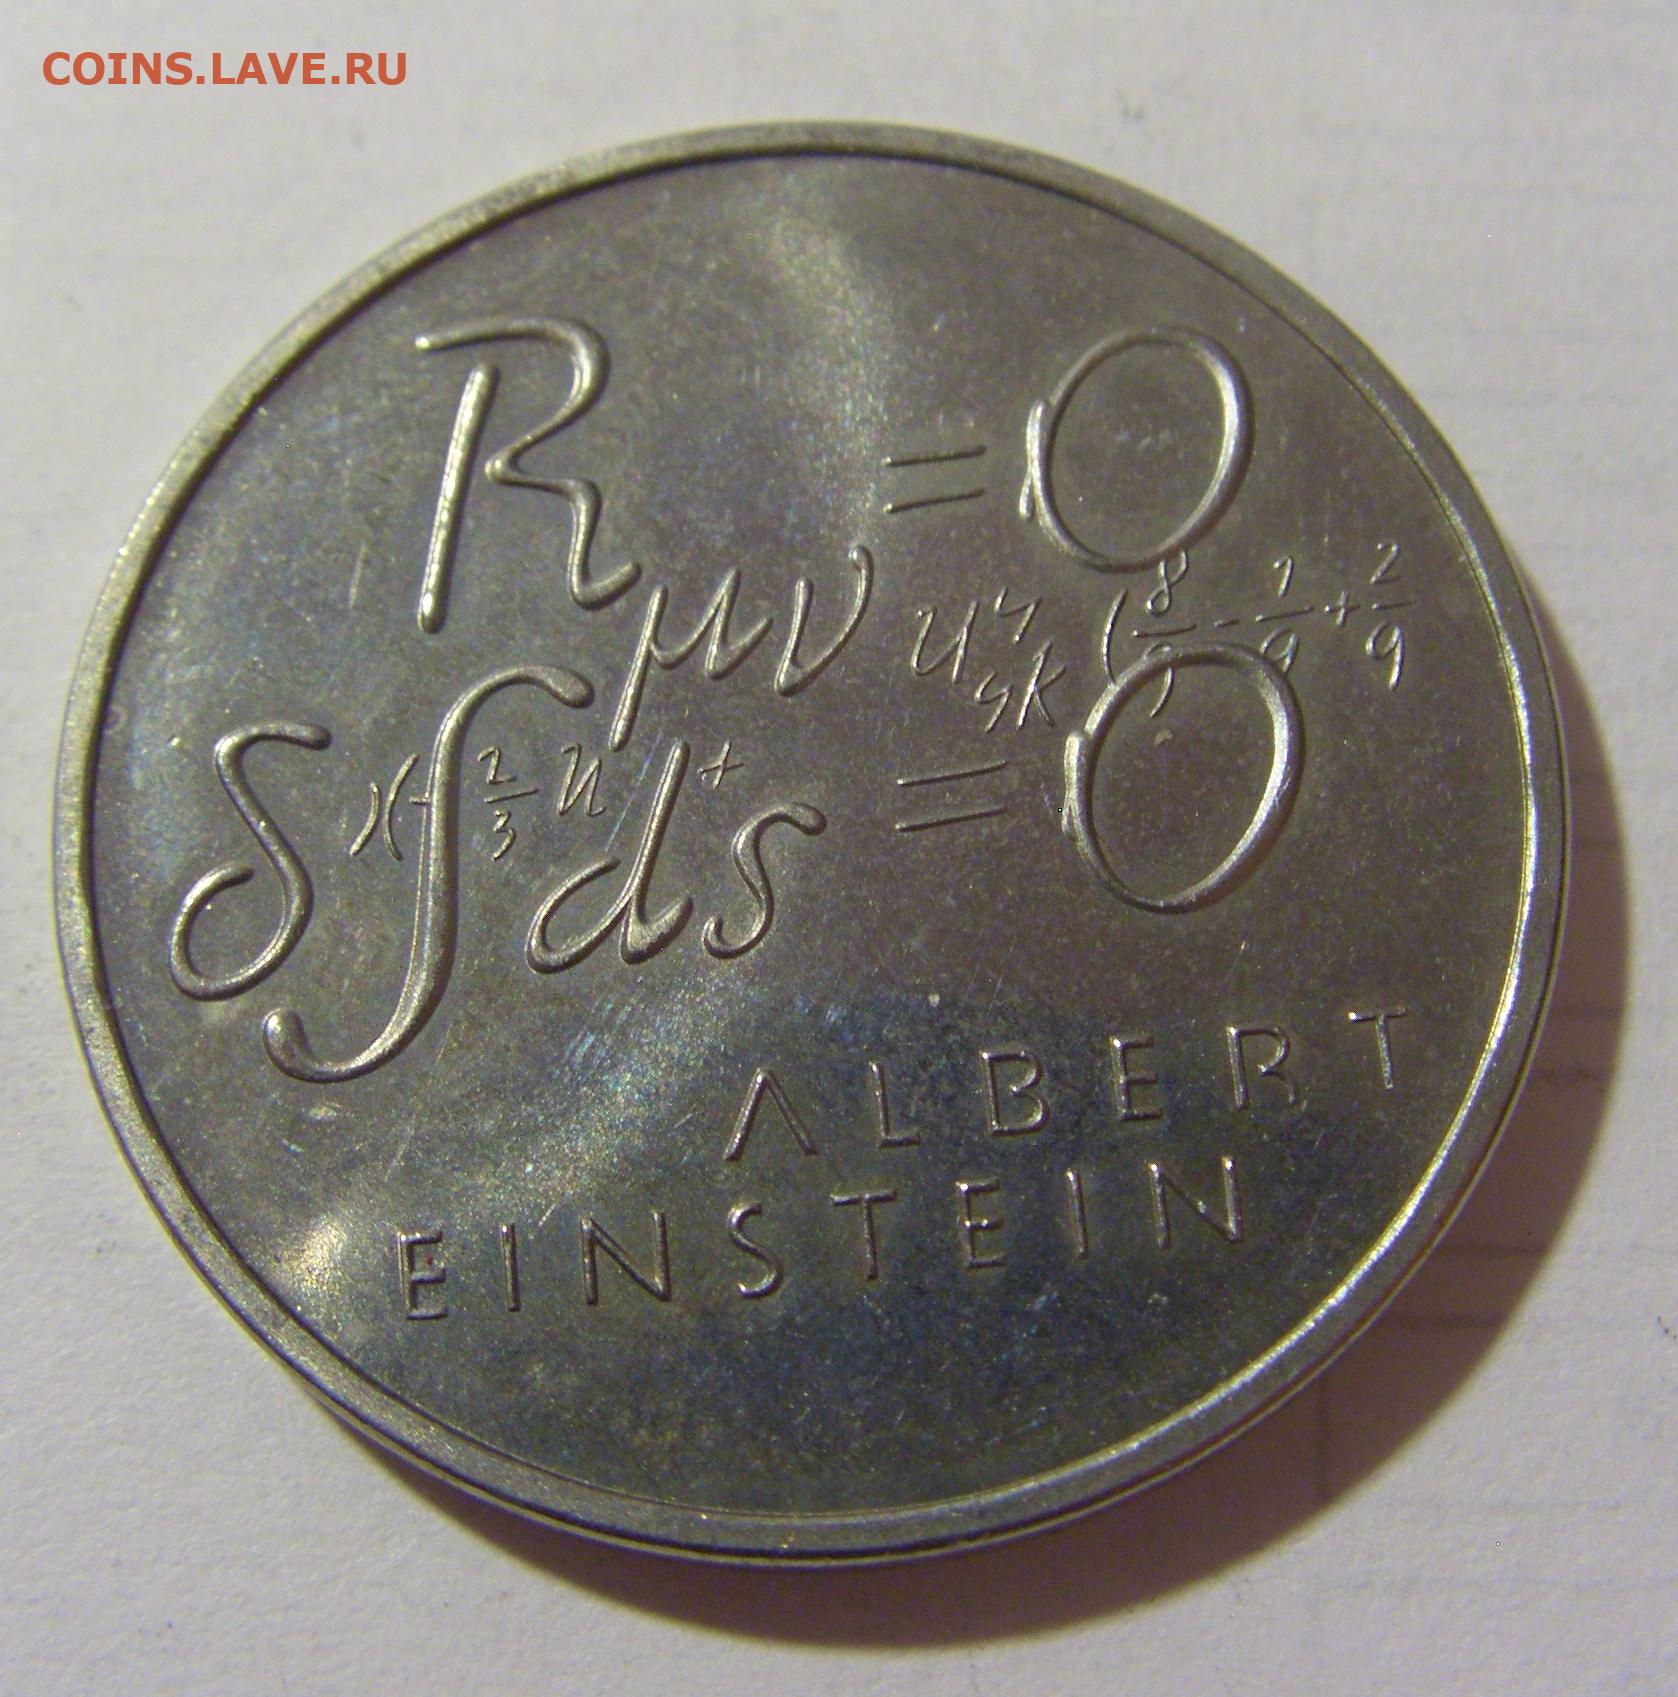 COINS.LAVE.RU
Rμν = 0
δ∫ds = 0
ALBERT
EINSTEIN